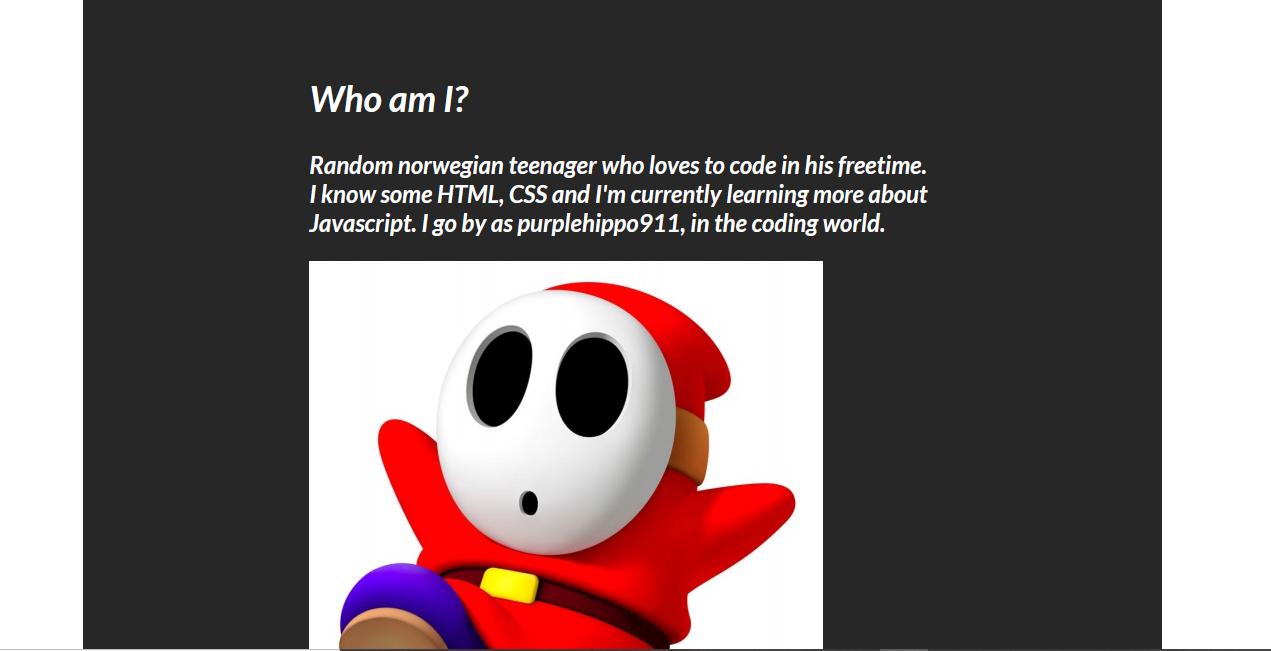 Who am I?
Random norwegian teenager who loves to code in his freetime.
I know some HTML, CSS and I'm currently learning more about
Javascript. I go by as purplehippo911, in the coding world.